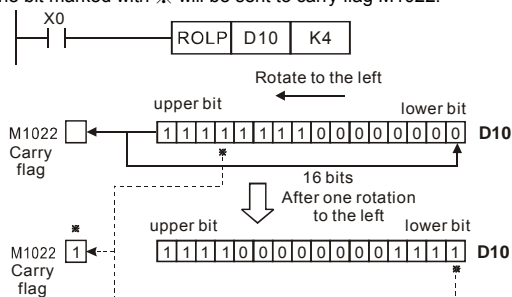 he bit marked with ※ will be sent to carry flag M1022.
X0
ROLP D10 K4
Rotate to the left
upper bit lower bit
M1022 1 1 1 1 1 1 1 1 0 0 0 0 0 0 0 0 D10
Carry
flag
※
16 bits
After one rotation
to the left
※ upper bit lower bit
M1022 1 1 1 1 1 0 0 0 0 0 0 0 0 1 1 1 1 D10
Carry
flag
※